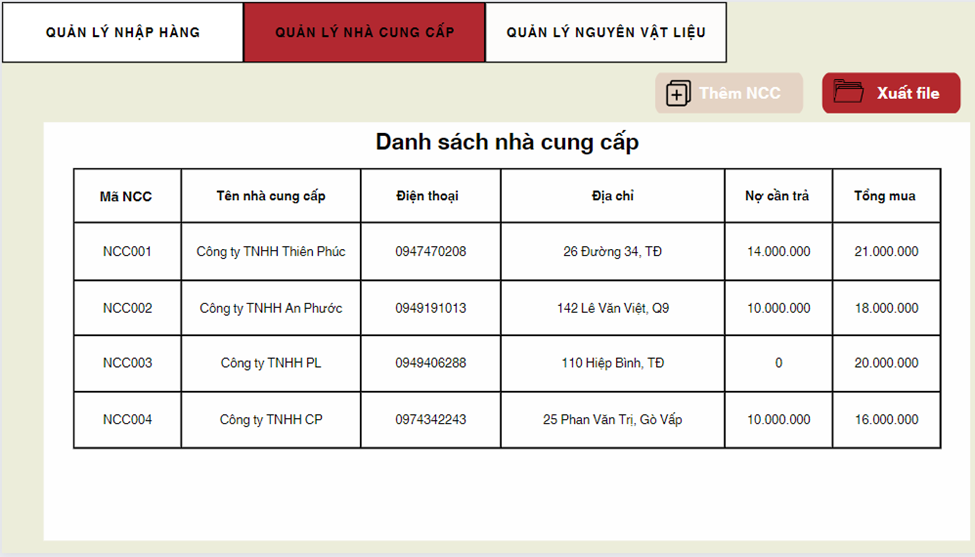 QUẢN LÝ NHẬP HÀNG QUẢN LÝ NHÀ CUNG CẤP QUẢN LÝ NGUYÊN VẬT LIỆU
Thêm NCC Xuất file
Danh sách nhà cung cấp
Mã NCC Tên nhà cung cấp Điện thoại Địa chỉ Nợ cần trả Tổng mua
NCC001 Công ty TNHH Thiên Phúc 0947470208 26 Đường 34, TĐ 14.000.000 21.000.000
NCC002 Công ty TNHH An Phước 0949191013 142 Lê Văn Việt, Q9 10.000.000 18.000.000
NCC003 Công ty TNHH PL 0949406288 110 Hiệp Bình, TĐ 0 20.000.000
NCC004 Công ty TNHH CP 0974342243 25 Phan Văn Trị, Gò Vấp 10.000.000 16.000.000